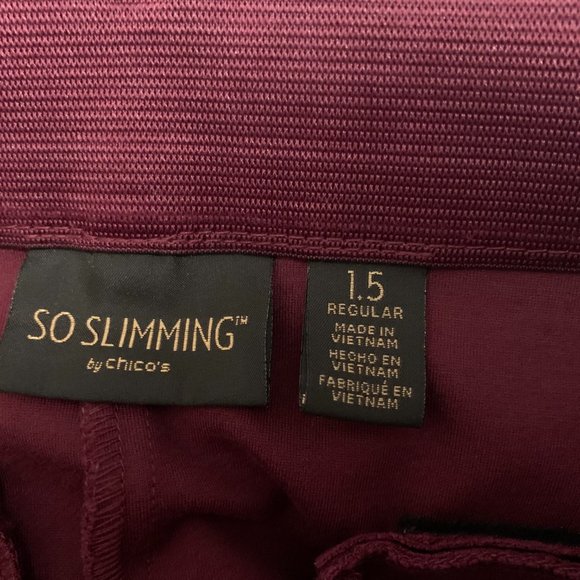 SO SLIMMING™
by chico's
1.5
REGULAR
MADE IN
VIETNAM
HECHO EN
VIETNAM
FABRIQUÉ EN
VIETNAM